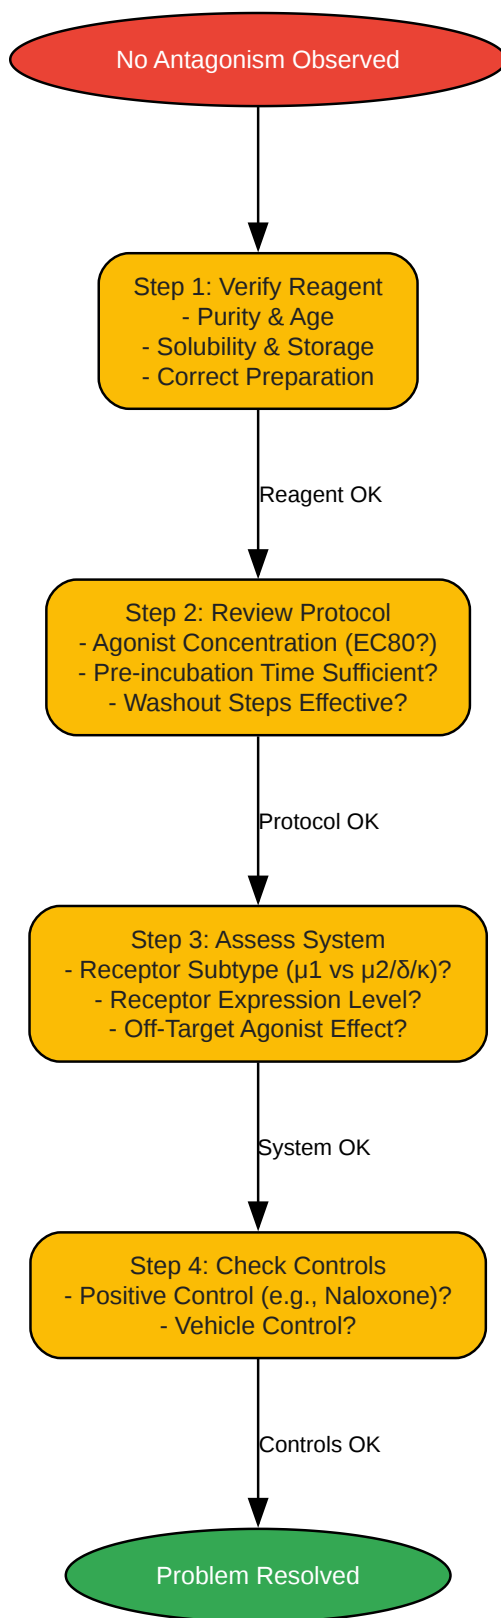 No Antagonism Observed
Step 1: Verify Reagent
- Purity & Age
- Solubility & Storage
- Correct Preparation
Reagent OK
Step 2: Review Protocol
- Agonist Concentration (EC80?)
- Pre-incubation Time Sufficient?
- Washout Steps Effective?
Protocol OK
Step 3: Assess System
- Receptor Subtype (μ1 vs μ2/δ/κ)?
- Receptor Expression Level?
- Off-Target Agonist Effect?
System OK
Step 4: Check Controls
- Positive Control (e.g., Naloxone)?
- Vehicle Control?
Controls OK
Problem Resolved